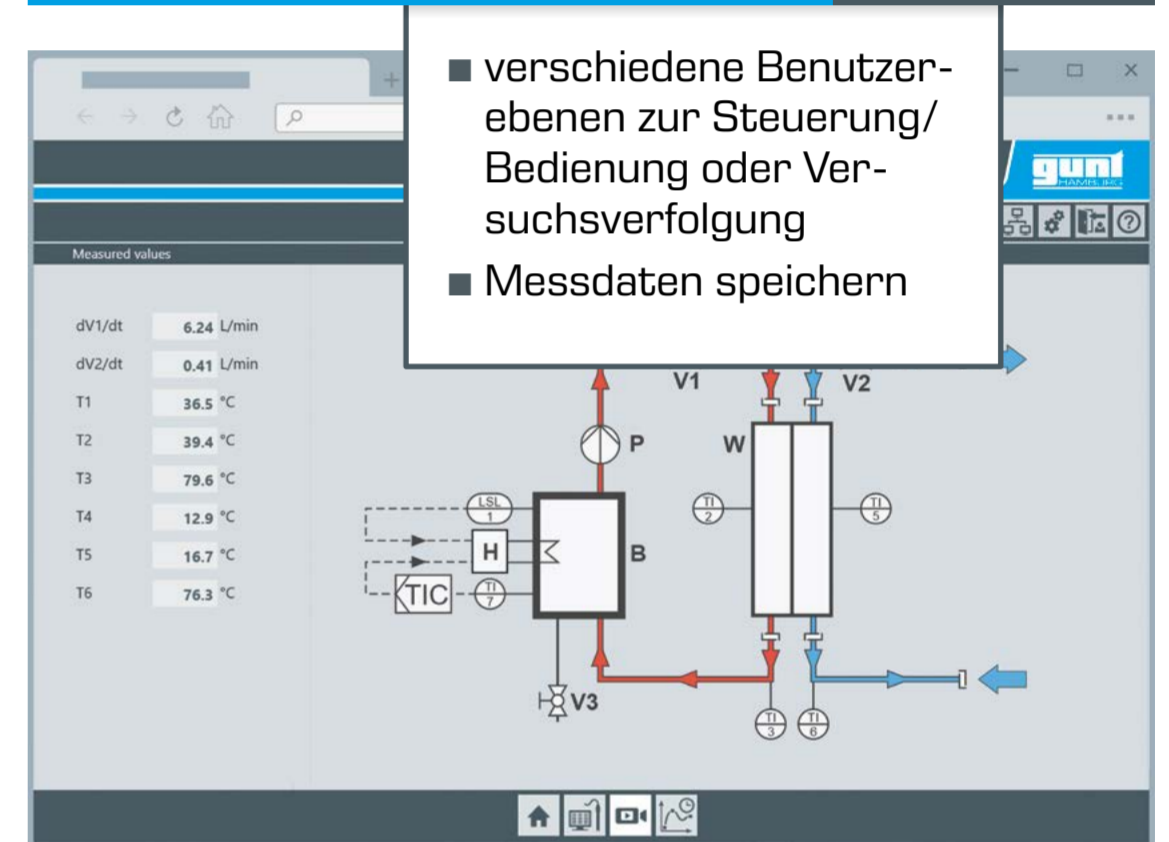 ■ verschiedene Benutzer-
ebenen zur Steuerung/
Bedienung oder Ver-
suchsverfolgung
■ Messdaten speichern
gunt
HAMBURG
Measured values
dV1/dt 6.24 L/min
dV2/dt 0.41 L/min
T1 36.5 °C
T2 39.4 °C
T3 79.6 °C
T4 12.9 °C
T5 16.7 °C
T6 76.3 °C
V1 V2
P W
LSL
1
TI
2
TI
5
H B
TIC
TI
7
V3
TI
3
TI
6